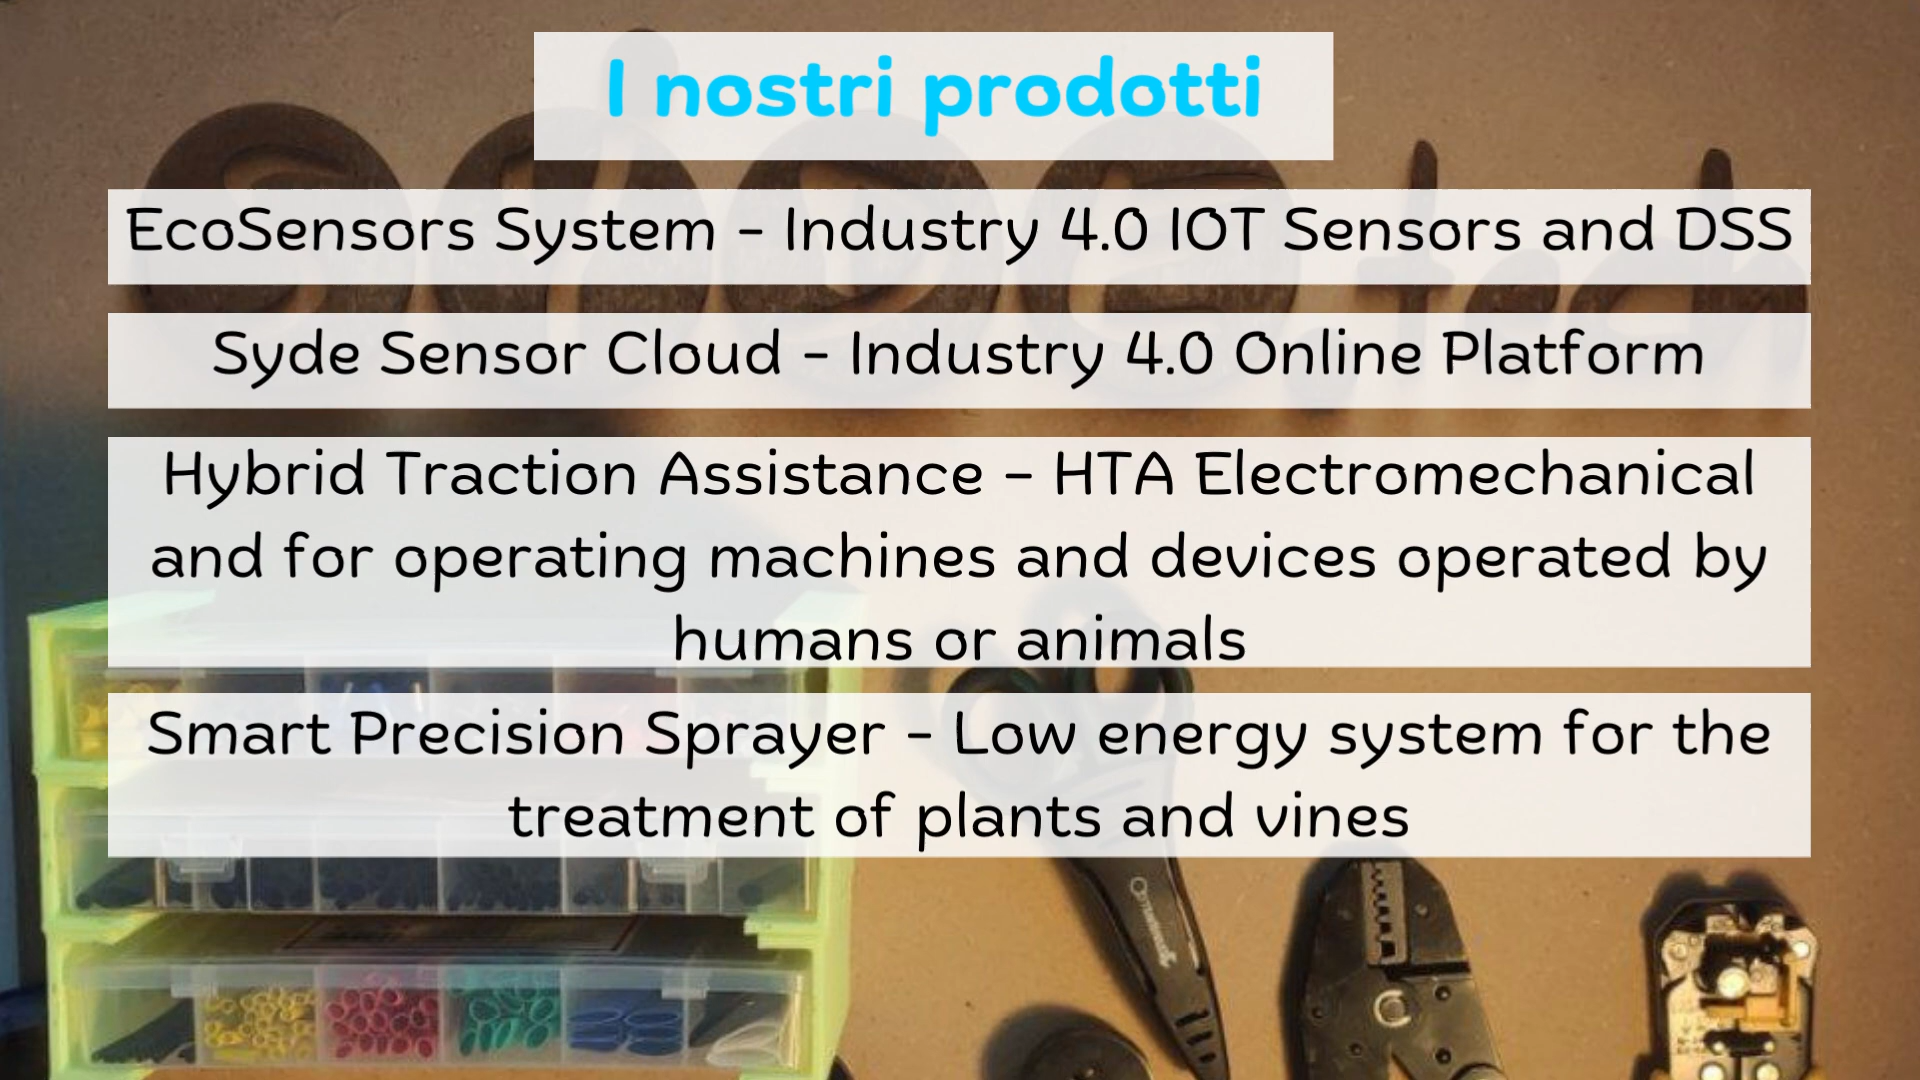 I nostri prodotti
EcoSensors System - Industry 4.0 IOT Sensors and DSS
Syde Sensor Cloud - Industry 4.0 Online Platform
Hybrid Traction Assistance - HTA Electromechanical
and for operating machines and devices operated by
humans or animals
Smart Precision Sprayer - Low energy system for the
treatment of plants and vines